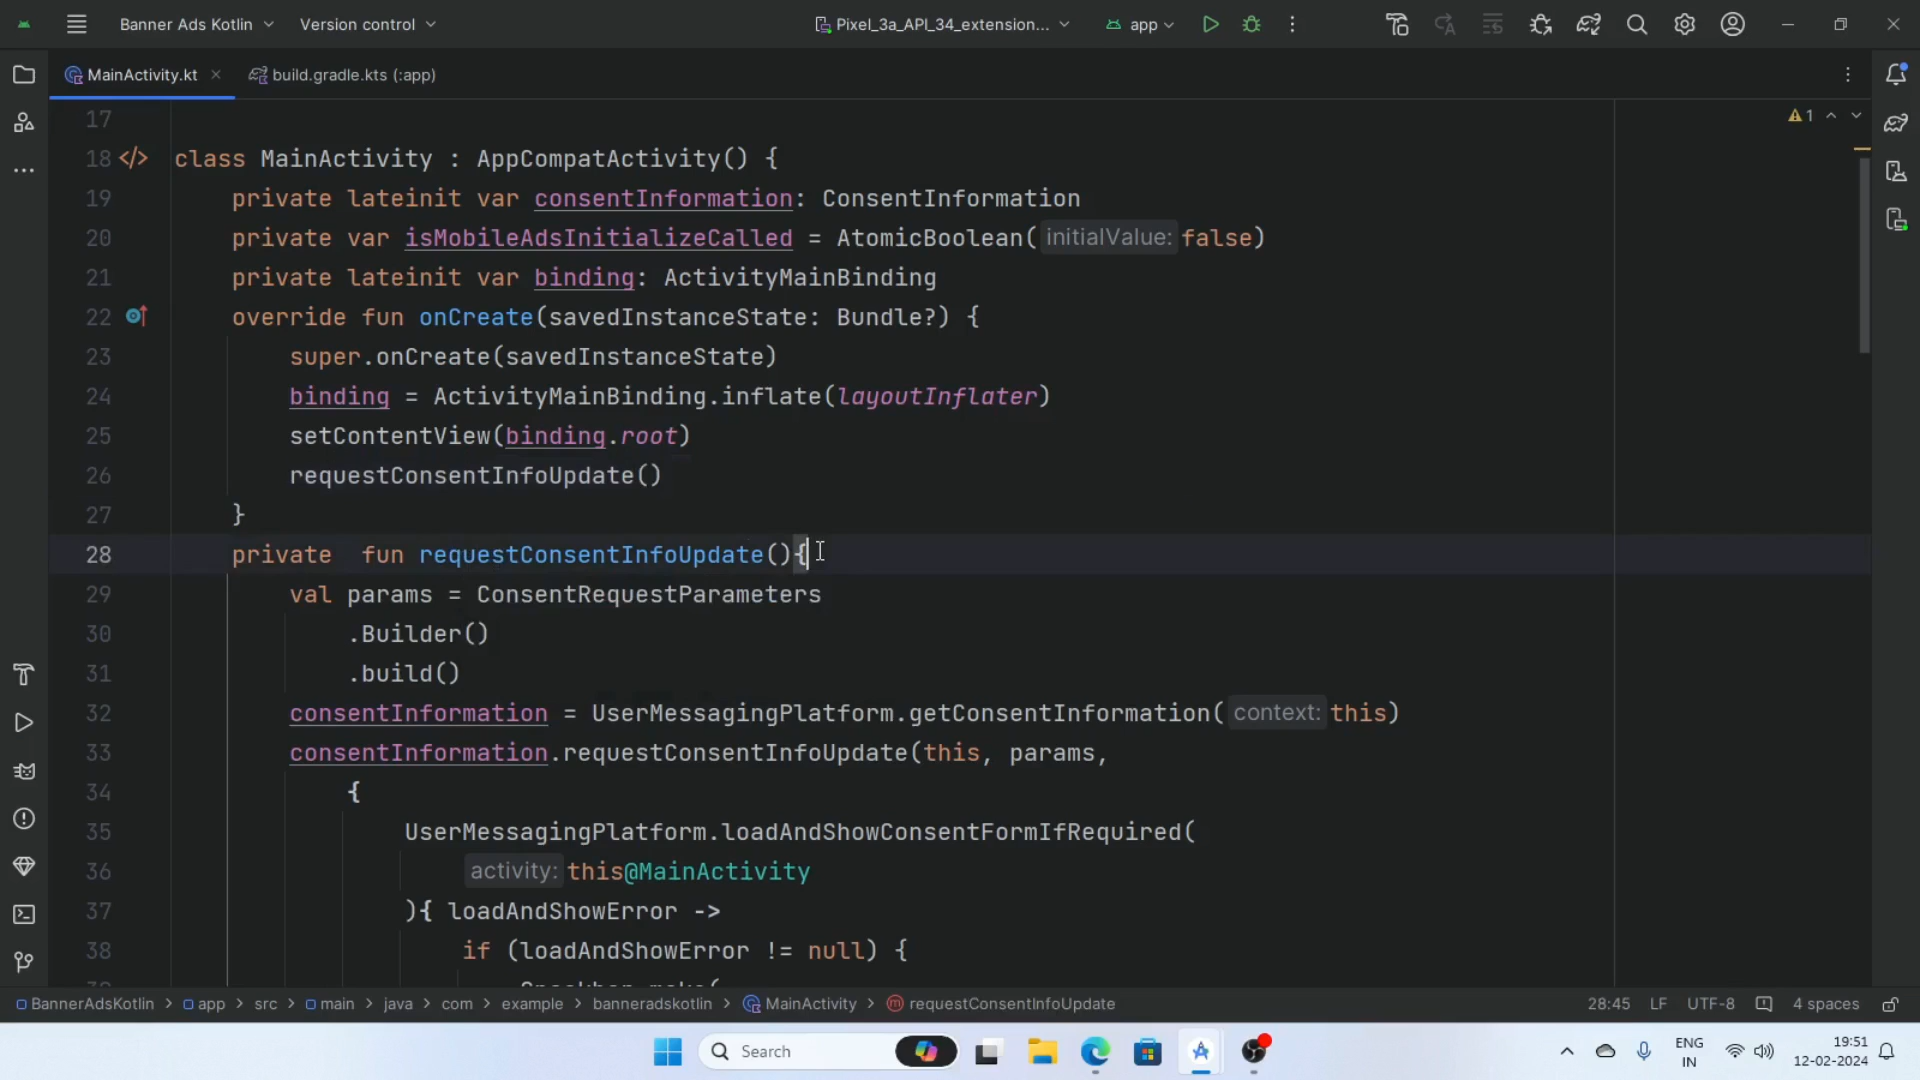 Banner Ads Kotlin Version control Pixel_3a_API_34_extension... app
MainActivity.kt build.gradle.kts (:app)
1
17
18 </> class MainActivity : AppCompatActivity() {
19 private lateinit var consentInformation: ConsentInformation
20 private var isMobileAdsInitializeCalled = AtomicBoolean( initialValue: false)
21 private lateinit var binding: ActivityMainBinding
22 override fun onCreate(savedInstanceState: Bundle?) {
23 super.onCreate(savedInstanceState)
24 binding = ActivityMainBinding.inflate(layoutInflater)
25 setContentView(binding.root)
26 requestConsentInfoUpdate()
27 }
28 private  fun requestConsentInfoUpdate(){
29 val params = ConsentRequestParameters
30 .Builder()
31 .build()
32 consentInformation = UserMessagingPlatform.getConsentInformation( context: this)
33 consentInformation.requestConsentInfoUpdate(this, params,
34 {
35 UserMessagingPlatform.loadAndShowConsentFormIfRequired(
36 activity: this@MainActivity
37 ){ loadAndShowError ->
38 if (loadAndShowError != null) {
BannerAdsKotlin > app > src > main > java > com > example > banneradskotlin > MainActivity > requestConsentInfoUpdate 28:45 LF UTF-8 4 spaces
Search
ENG
IN
19:51
12-02-2024